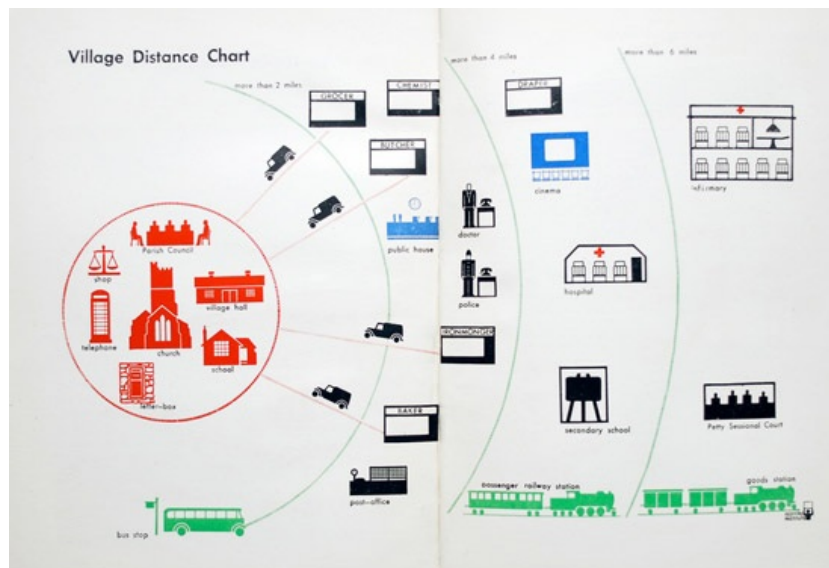 Village Distance Chart
more than 2 miles
more than 4 miles
more than 6 miles
GROCER
CHEMIST
DRAPER
BUTCHER
cinema
infirmary
public house
doctor
Parish Council
shop
village hall
hospital
police
telephone
church
school
IRONMONGER
letter-box
BAKER
secondary school
Petty Sessional Court
post-office
passenger railway station
goods station
bus stop